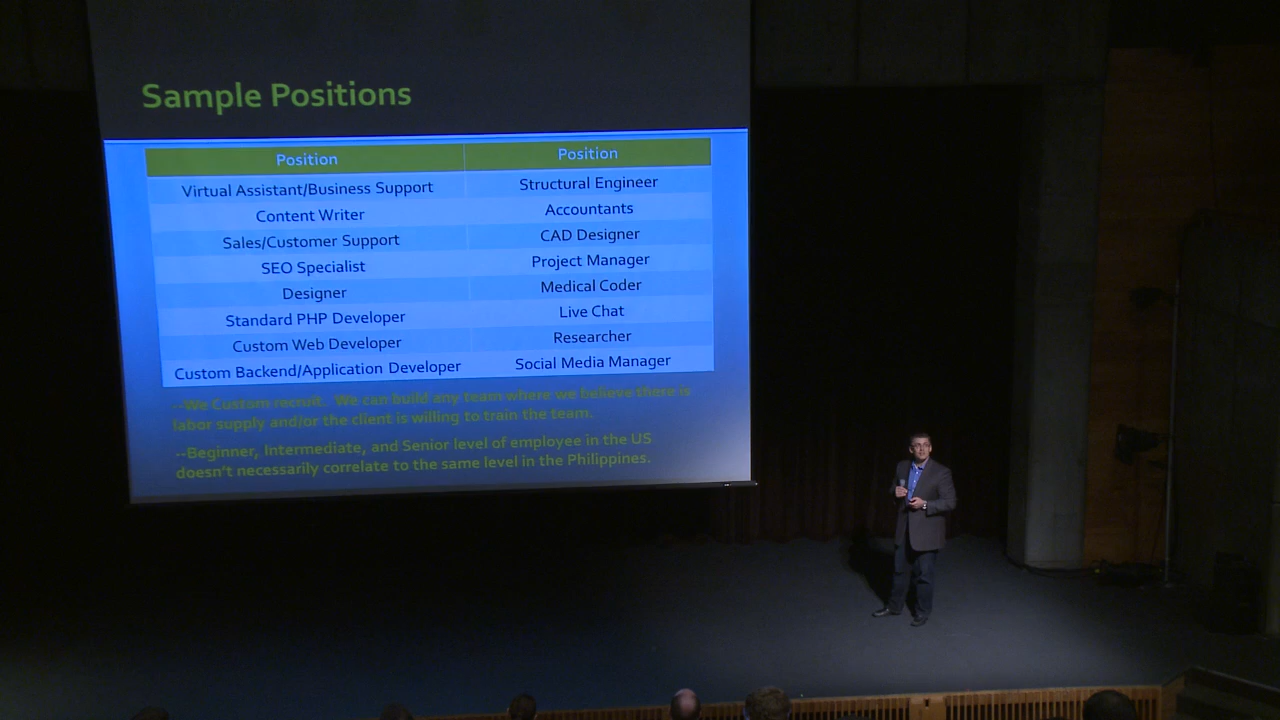 Sample Positions
Position Position
Virtual Assistant/Business Support Structural Engineer
Content Writer Accountants
Sales/Customer Support CAD Designer
SEO Specialist Project Manager
Designer Medical Coder
Standard PHP Developer Live Chat
Custom Web Developer Researcher
Custom Backend/Application Developer Social Media Manager
--We Custom recruit. We can build any team where we believe there is
labor supply and/or the client is willing to train the team.
--Beginner, Intermediate, and Senior level of employee in the US
doesn't necessarily correlate to the same level in the Philippines.